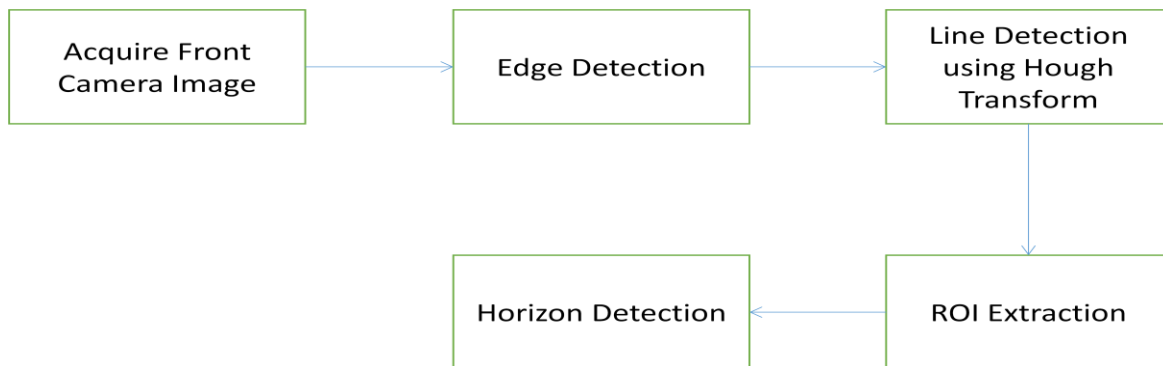 Acquire Front
Camera Image
Edge Detection
Line Detection
using Hough
Transform
ROI Extraction
Horizon Detection